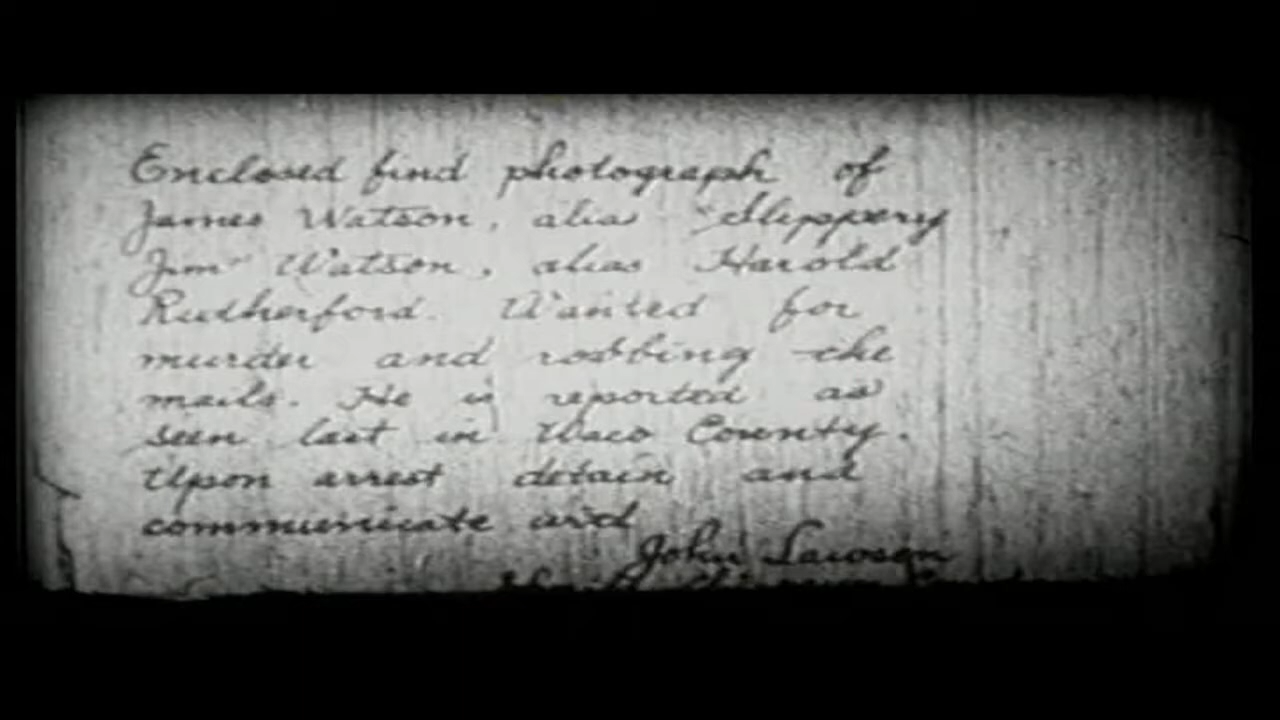 Enclosed find photograph of
James Watson, alias "Slippery
Jim" Watson, alias Harold
Rutherford. Wanted for
murder and robbing the
mails. He is reported as
seen last in Waco County.
Upon arrest detain and
communicate with
John Lawson